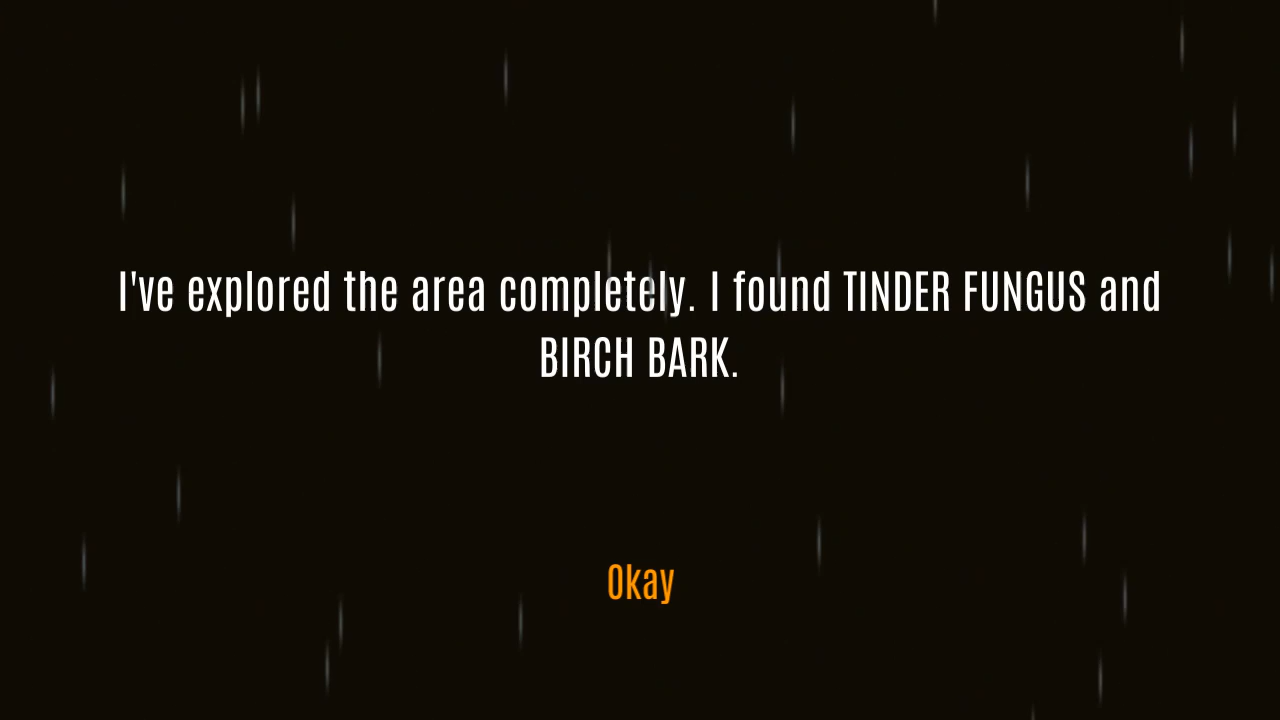 I've explored the area completely. I found TINDER FUNGUS and
BIRCH BARK.
Okay